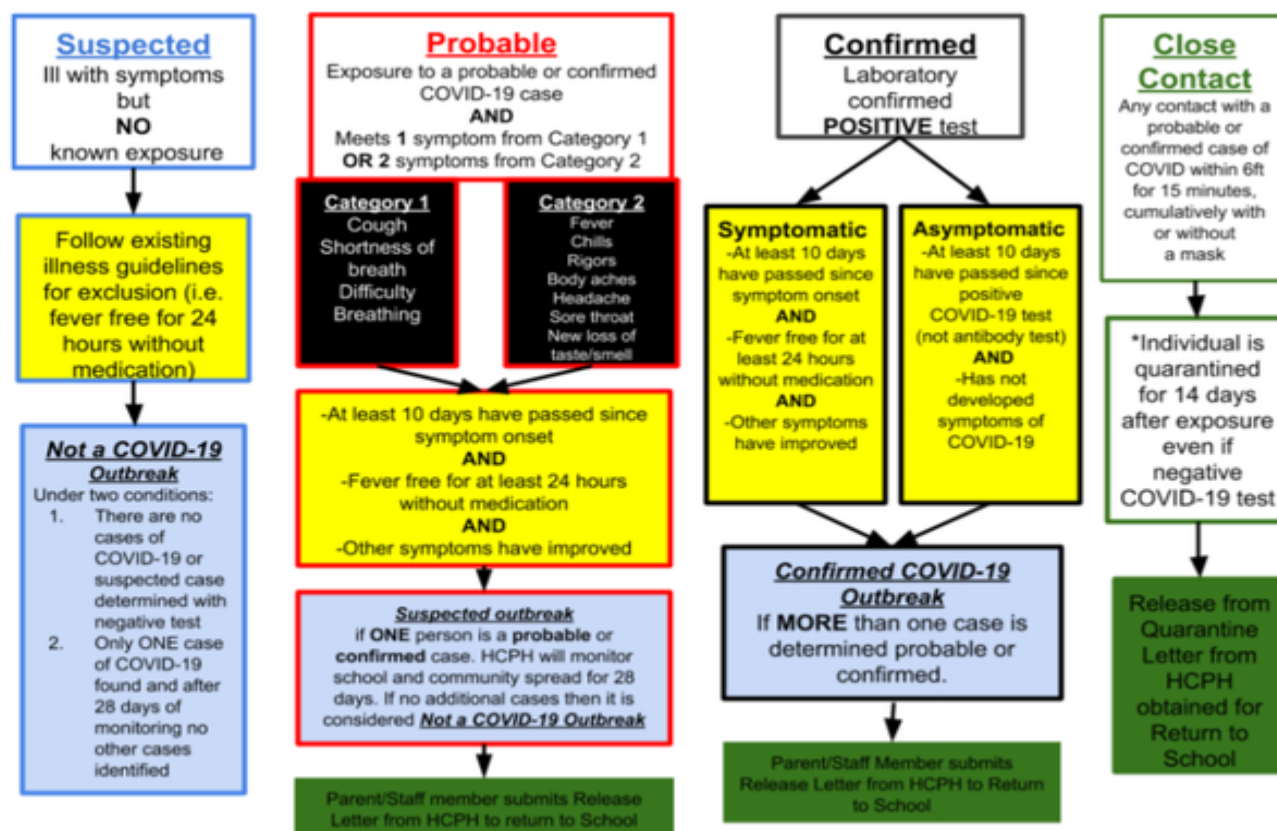 Suspected
Ill with symptoms
but
NO
known exposure
Follow existing
illness guidelines
for exclusion (i.e.
fever free for 24
hours without
medication)
Not a COVID-19
Outbreak
Under two conditions:
1. There are no
cases of
COVID-19 or
suspected case
determined with
negative test
2. Only ONE case
of COVID-19
found and after
28 days of
monitoring no
other cases
identified
Probable
Exposure to a probable or confirmed
COVID-19 case
AND
Meets 1 symptom from Category 1
OR 2 symptoms from Category 2
Category 1
Cough
Shortness of
breath
Difficulty
Breathing
Category 2
Fever
Chills
Rigors
Body aches
Headache
Sore throat
New loss of
taste/smell
-At least 10 days have passed since
symptom onset
AND
-Fever free for at least 24 hours
without medication
AND
-Other symptoms have improved
Suspected outbreak
if ONE person is a probable or
confirmed case. HCPH will monitor
school and community spread for 28
days. If no additional cases then it is
considered Not a COVID-19 Outbreak
Parent/Staff member submits Release
Letter from HCPH to return to School
Confirmed
Laboratory
confirmed
POSITIVE test
Symptomatic
-At least 10 days
have passed since
symptom onset
AND
-Fever free for at
least 24 hours
without medication
AND
-Other symptoms
have improved
Asymptomatic
-At least 10 days
have passed since
positive
COVID-19 test
(not antibody test)
AND
-Has not
developed
symptoms of
COVID-19
Confirmed COVID-19
Outbreak
If MORE than one case is
determined probable or
confirmed.
Parent/Staff Member submits
Release Letter from HCPH to Return
to School
Close
Contact
Any contact with a
probable or
confirmed case of
COVID within 6ft
for 15 minutes,
cumulatively with
or without
a mask
*Individual is
quarantined
for 14 days
after exposure
even if
negative
COVID-19 test
Release from
Quarantine
Letter from
HCPH
obtained for
Return to
School